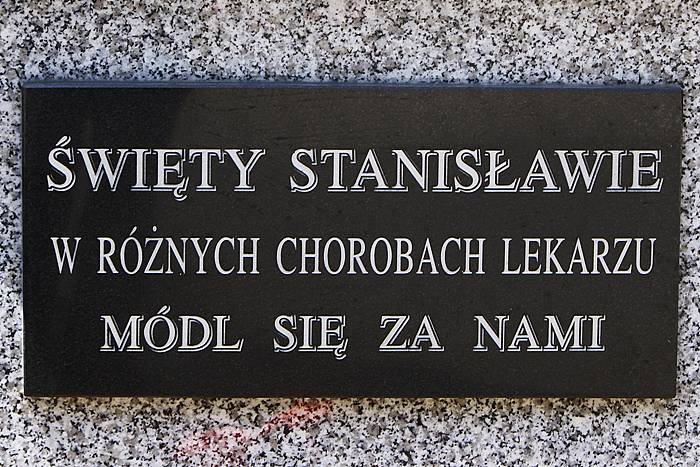 ŚWIĘTY STANISŁAWIE
W RÓŻNYCH CHOROBACH LEKARZU
MÓDL SIĘ ZA NAMI